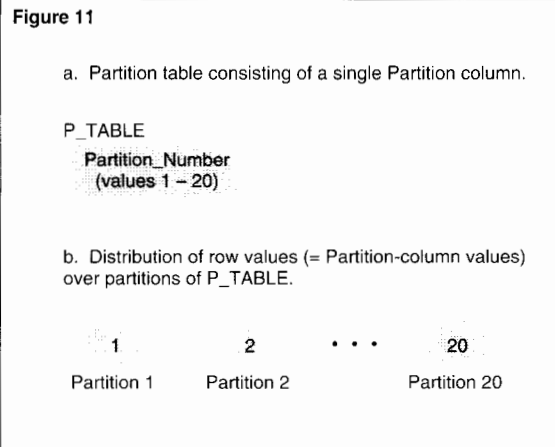 Figure 11
a. Partition table consisting of a single Partition column.
P_TABLE
Partition_Number
(values 1 – 20)
b. Distribution of row values (= Partition-column values)
over partitions of P_TABLE.
1 2 • • • 20
Partition 1 Partition 2 Partition 20